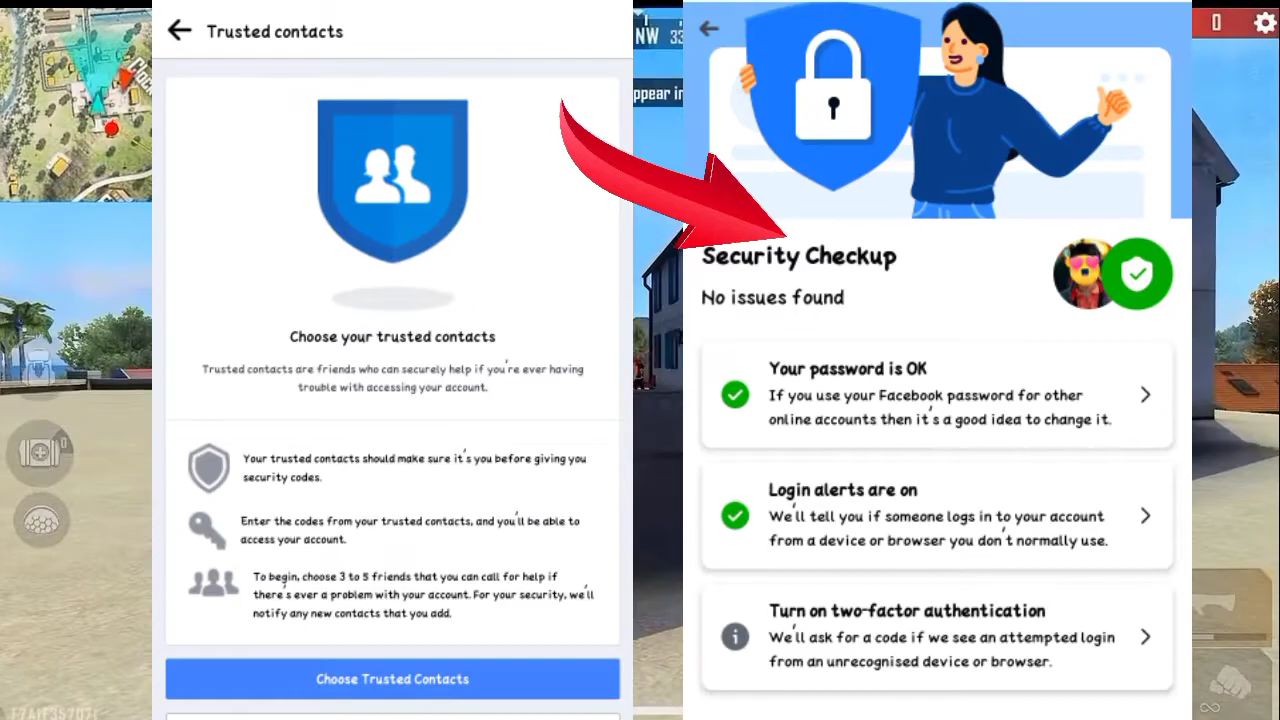 Trusted contacts
Choose your trusted contacts
Trusted contacts are friends who can securely help if you're ever having
trouble with accessing your account.
Your trusted contacts should make sure it's you before giving you
security codes.
Enter the codes from your trusted contacts, and you'll be able to
access your account.
To begin, choose 3 to 5 friends that you can call for help if
there's ever a problem with your account. For your security, we'll
notify any new contacts that you add.
Choose Trusted Contacts
NW 33
ppear in
Security Checkup
No issues found
Your password is OK
If you use your Facebook password for other
online accounts then it's a good idea to change it.
Login alerts are on
We'll tell you if someone logs in to your account
from a device or browser you don't normally use.
Turn on two-factor authentication
We'll ask for a code if we see an attempted login
from an unrecognised device or browser.
0
0